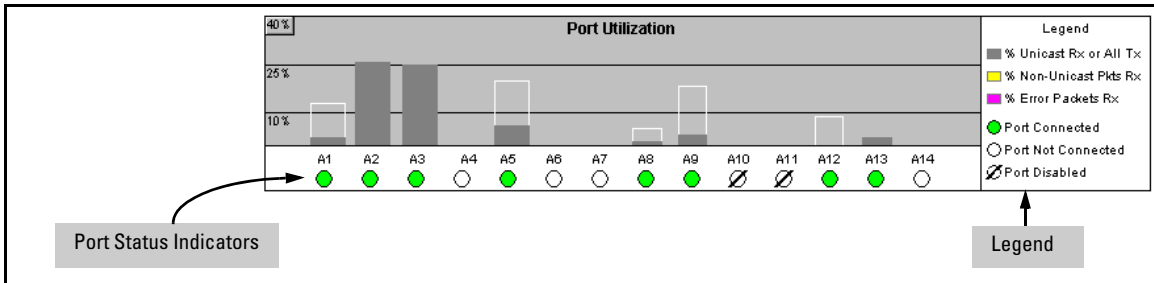 40%
Port Utilization
25%
10%
A1 A2 A3 A4 A5 A6 A7 A8 A9 A10 A11 A12 A13 A14
Legend
% Unicast Rx or All Tx
% Non-Unicast Pkts Rx
% Error Packets Rx
Port Connected
Port Not Connected
Port Disabled
Port Status Indicators
Legend